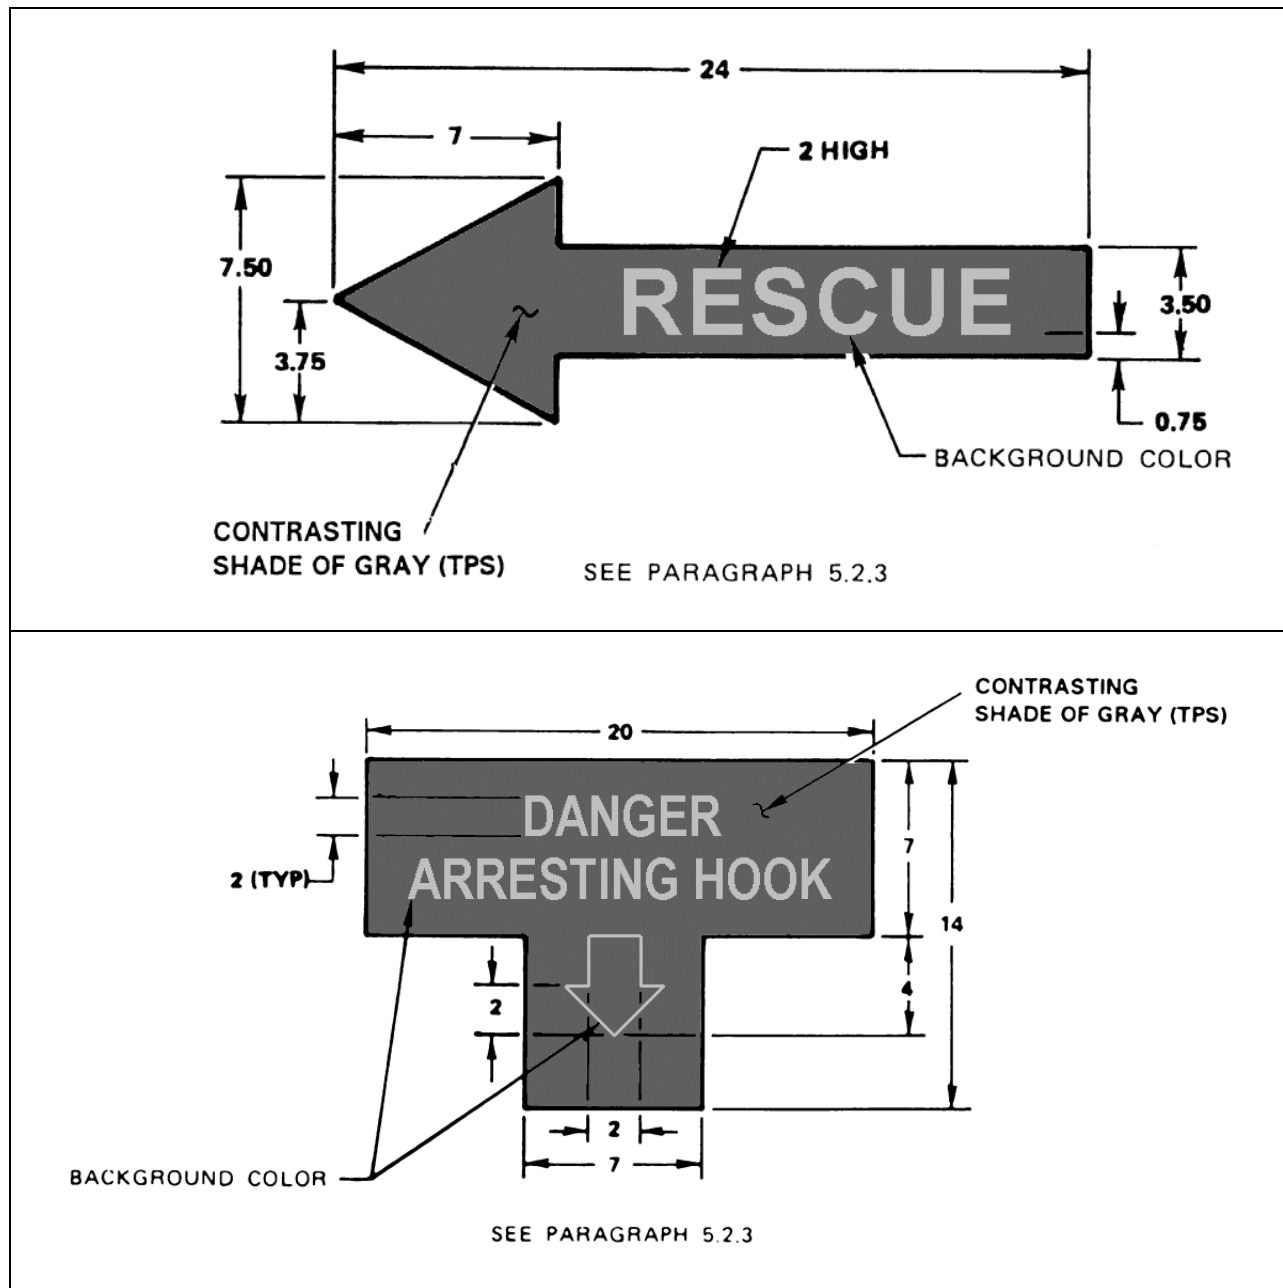 24
7
2 HIGH
7.50
3.75
RESCUE
3.50
0.75
BACKGROUND COLOR
CONTRASTING
SHADE OF GRAY (TPS)
SEE PARAGRAPH 5.2.3
CONTRASTING
SHADE OF GRAY (TPS)
20
DANGER
ARRESTING HOOK
2 (TYP)
7
14
4
2
2
7
BACKGROUND COLOR
SEE PARAGRAPH 5.2.3